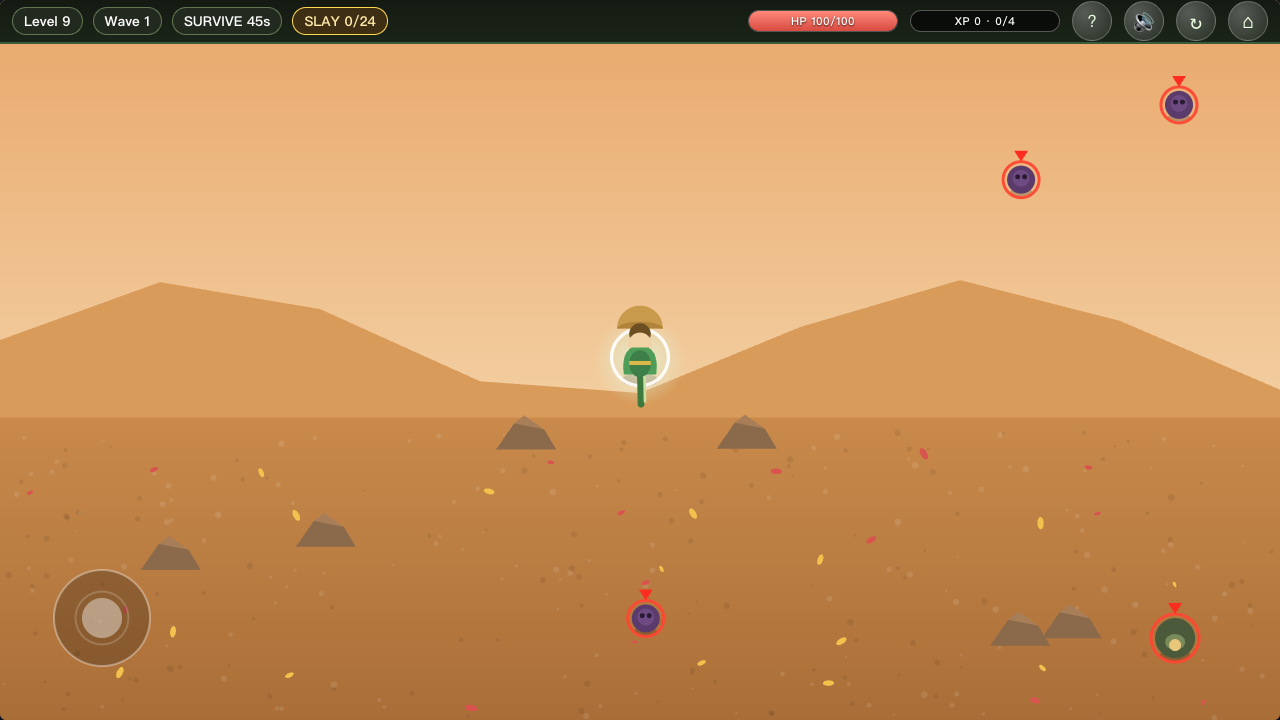 Level 9
Wave 1
SURVIVE 45s
SLAY 0/24
HP 100/100
XP 0 · 0/4
?